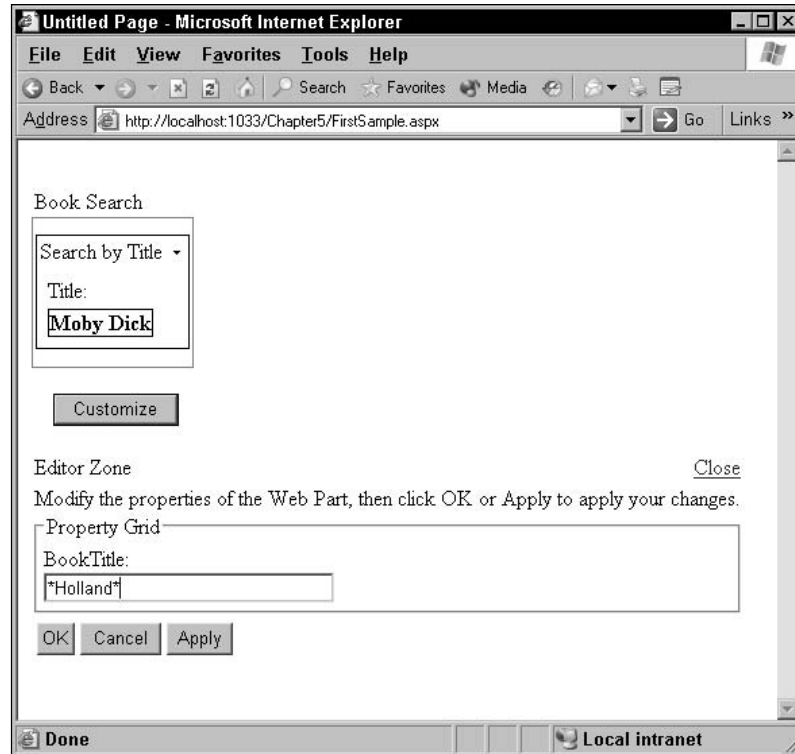 Untitled Page - Microsoft Internet Explorer
File Edit View Favorites Tools Help
Back Search Favorites Media
Address http://localhost:1033/Chapter5/FirstSample.aspx Go Links »
Book Search
Search by Title
Title:
Moby Dick
Customize
Editor Zone Close
Modify the properties of the Web Part, then click OK or Apply to apply your changes.
Property Grid
BookTitle:
*Holland*
OK Cancel Apply
Done Local intranet